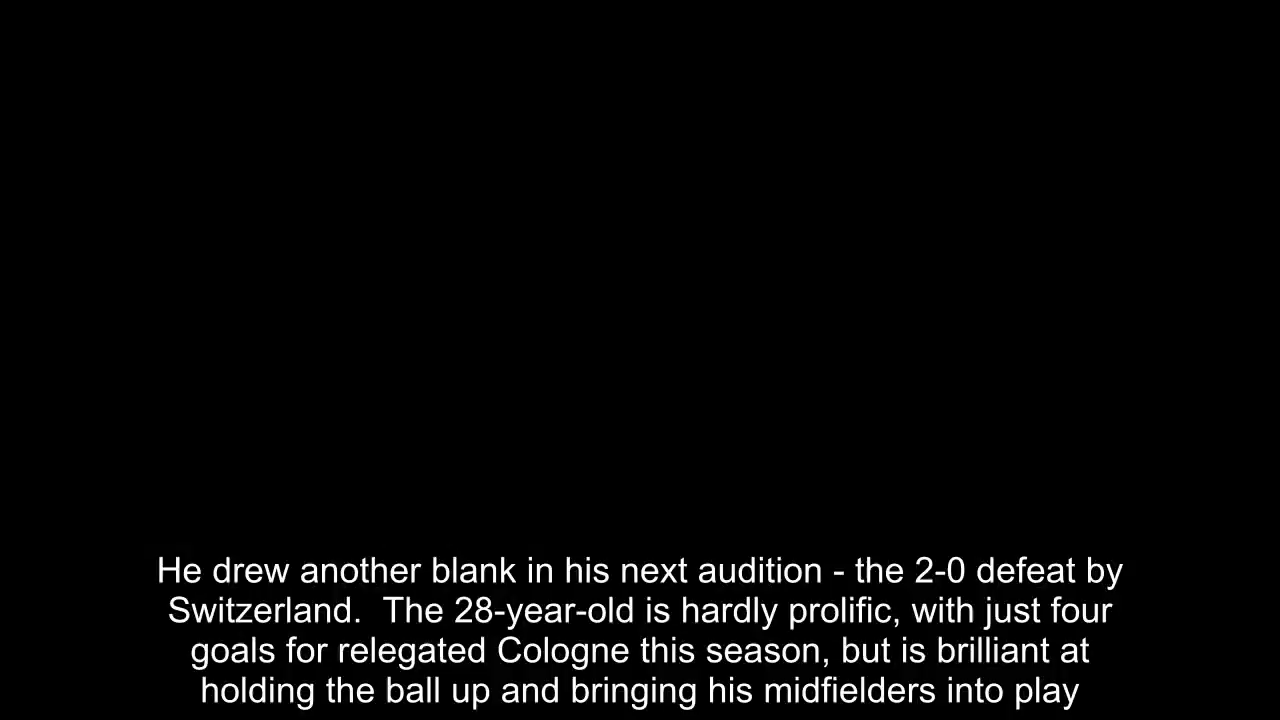 He drew another blank in his next audition - the 2-0 defeat by
Switzerland.  The 28-year-old is hardly prolific, with just four
goals for relegated Cologne this season, but is brilliant at
holding the ball up and bringing his midfielders into play